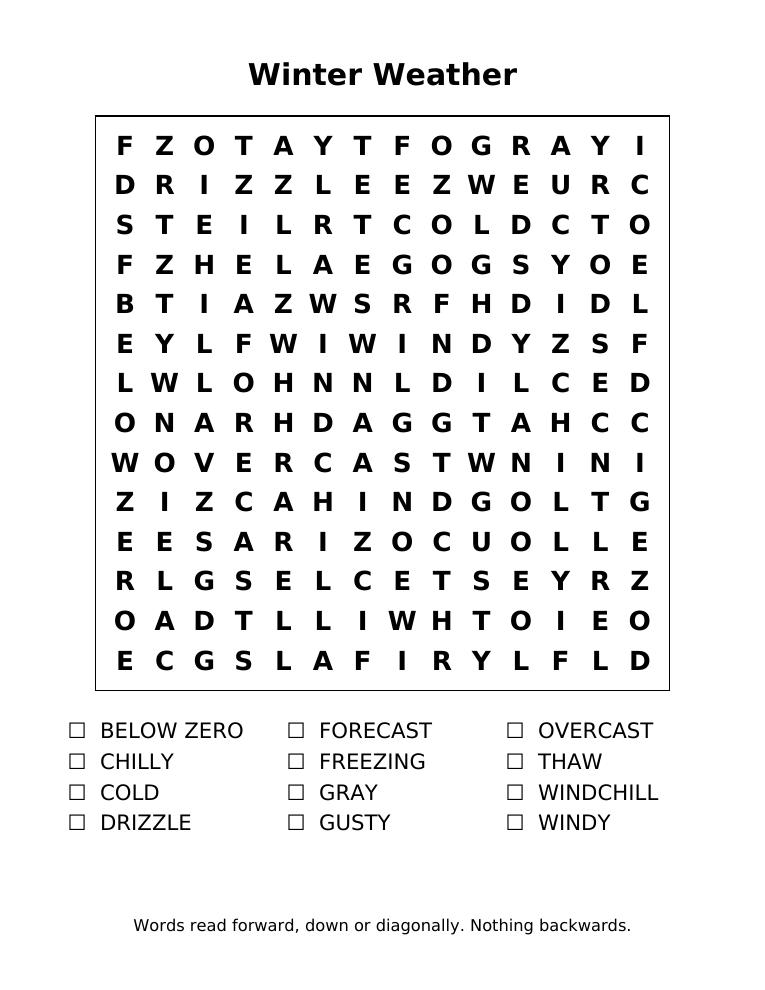 Winter Weather
F Z O T A Y T F O G R A Y I
D R I Z Z L E E Z W E U R C
S T E I L R T C O L D C T O
F Z H E L A E G O G S Y O E
B T I A Z W S R F H D I D L
E Y L F W I W I N D Y Z S F
L W L O H N N L D I L C E D
O N A R H D A G G T A H C C
W O V E R C A S T W N I N I
Z I Z C A H I N D G O L T G
E E S A R I Z O C U O L L E
R L G S E L C E T S E Y R Z
O A D T L L I W H T O I E O
E C G S L A F I R Y L F L D
☐ BELOW ZERO ☐ FORECAST ☐ OVERCAST
☐ CHILLY ☐ FREEZING ☐ THAW
☐ COLD ☐ GRAY ☐ WINDCHILL
☐ DRIZZLE ☐ GUSTY ☐ WINDY
Words read forward, down or diagonally. Nothing backwards.